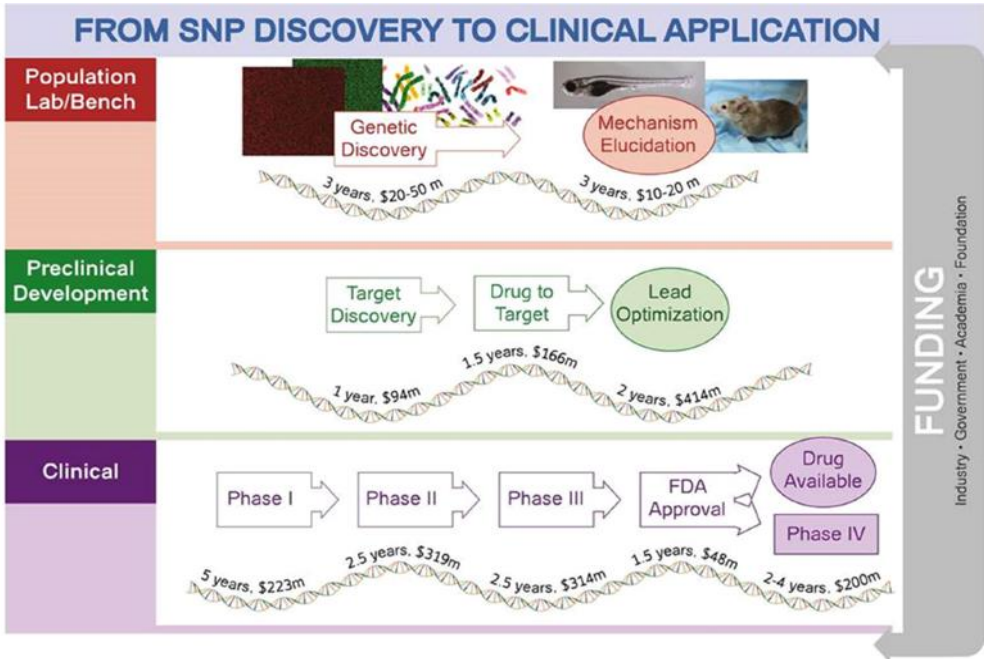 FROM SNP DISCOVERY TO CLINICAL APPLICATION
Population
Lab/Bench
Genetic
Discovery
Mechanism
Elucidation
3 years, $20-50 m
3 years, $10-20 m
Preclinical
Development
Target
Discovery
Drug to
Target
Lead
Optimization
1 year, $94m
1.5 years, $166m
2 years, $414m
Clinical
Phase I
Phase II
Phase III
FDA
Approval
Drug
Available
Phase IV
5 years, $223m
2.5 years, $319m
2.5 years, $314m
1.5 years, $48m
2-4 years, $200m
FUNDING
Industry • Government • Academia • Foundation